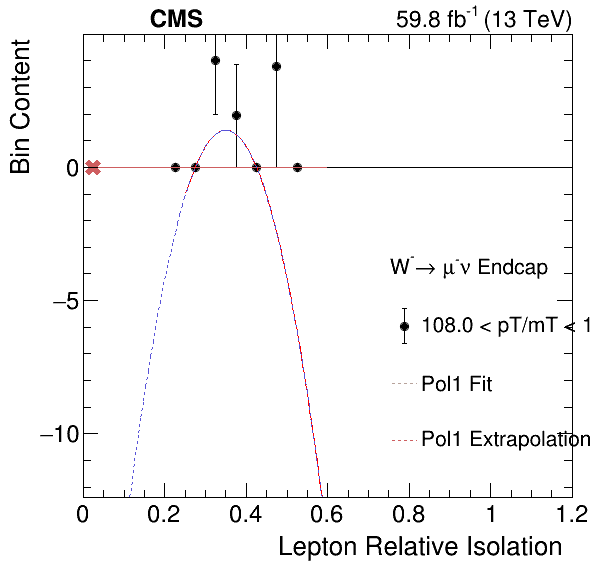 CMS 59.8 fb⁻¹ (13 TeV)
Bin Content
0
−5
−10
W⁻→ μ⁻ν Endcap
108.0 < pT/mT < 1
Pol1 Fit
Pol1 Extrapolation
0 0.2 0.4 0.6 0.8 1 1.2
Lepton Relative Isolation